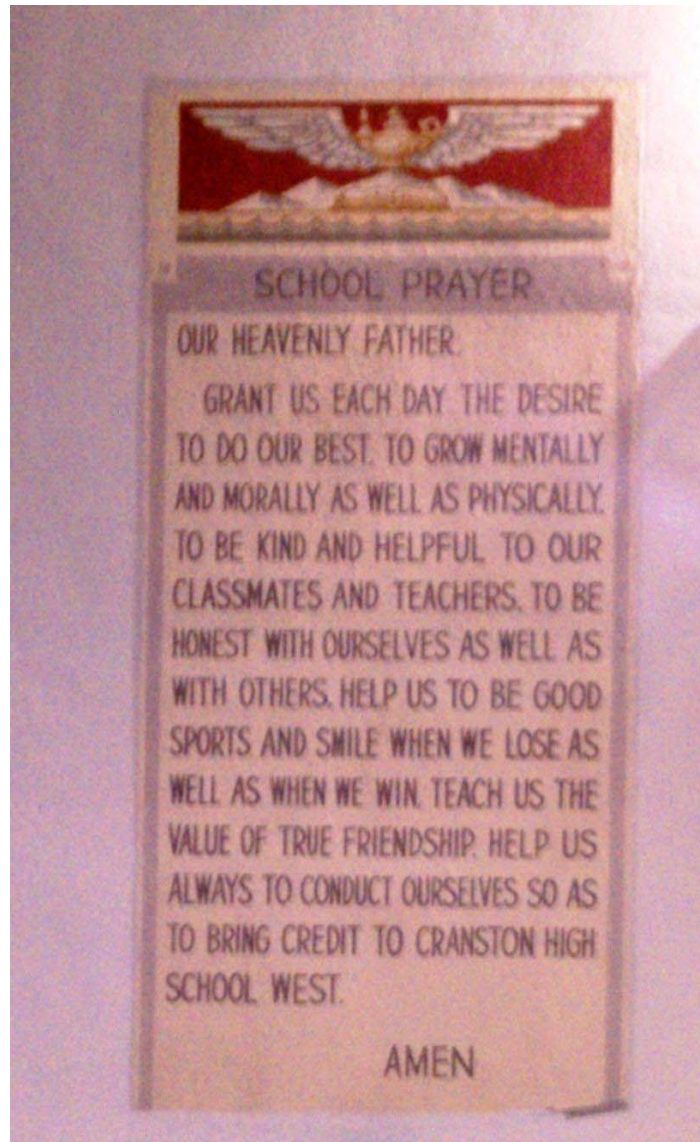 SCHOOL PRAYER
OUR HEAVENLY FATHER.
GRANT US EACH DAY THE DESIRE
TO DO OUR BEST. TO GROW MENTALLY
AND MORALLY AS WELL AS PHYSICALLY.
TO BE KIND AND HELPFUL TO OUR
CLASSMATES AND TEACHERS. TO BE
HONEST WITH OURSELVES AS WELL AS
WITH OTHERS. HELP US TO BE GOOD
SPORTS AND SMILE WHEN WE LOSE AS
WELL AS WHEN WE WIN. TEACH US THE
VALUE OF TRUE FRIENDSHIP. HELP US
ALWAYS TO CONDUCT OURSELVES SO AS
TO BRING CREDIT TO CRANSTON HIGH
SCHOOL WEST.
AMEN